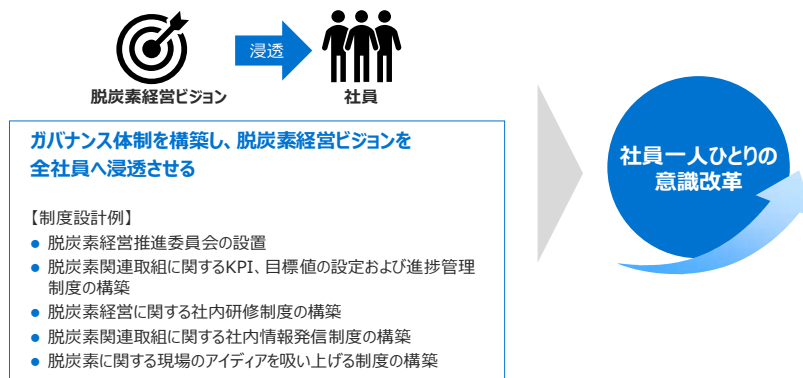 浸透
脱炭素経営ビジョン
社員
ガバナンス体制を構築し、脱炭素経営ビジョンを
全社員へ浸透させる
【制度設計例】
● 脱炭素経営推進委員会の設置
● 脱炭素関連取組に関するKPI、目標値の設定および進捗管理
制度の構築
● 脱炭素経営に関する社内研修制度の構築
● 脱炭素関連取組に関する社内情報発信制度の構築
● 脱炭素に関する現場のアイディアを吸い上げる制度の構築
社員一人ひとりの
意識改革